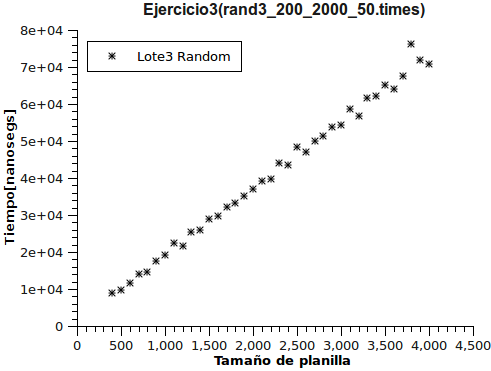 Ejercicio3(rand3_200_2000_50.times)
8e+04
7e+04
6e+04
5e+04
4e+04
3e+04
2e+04
1e+04
0
Tiempo[nanosegs]
Lote3 Random
0 500 1,000 1,500 2,000 2,500 3,000 3,500 4,000 4,500
Tamaño de planilla